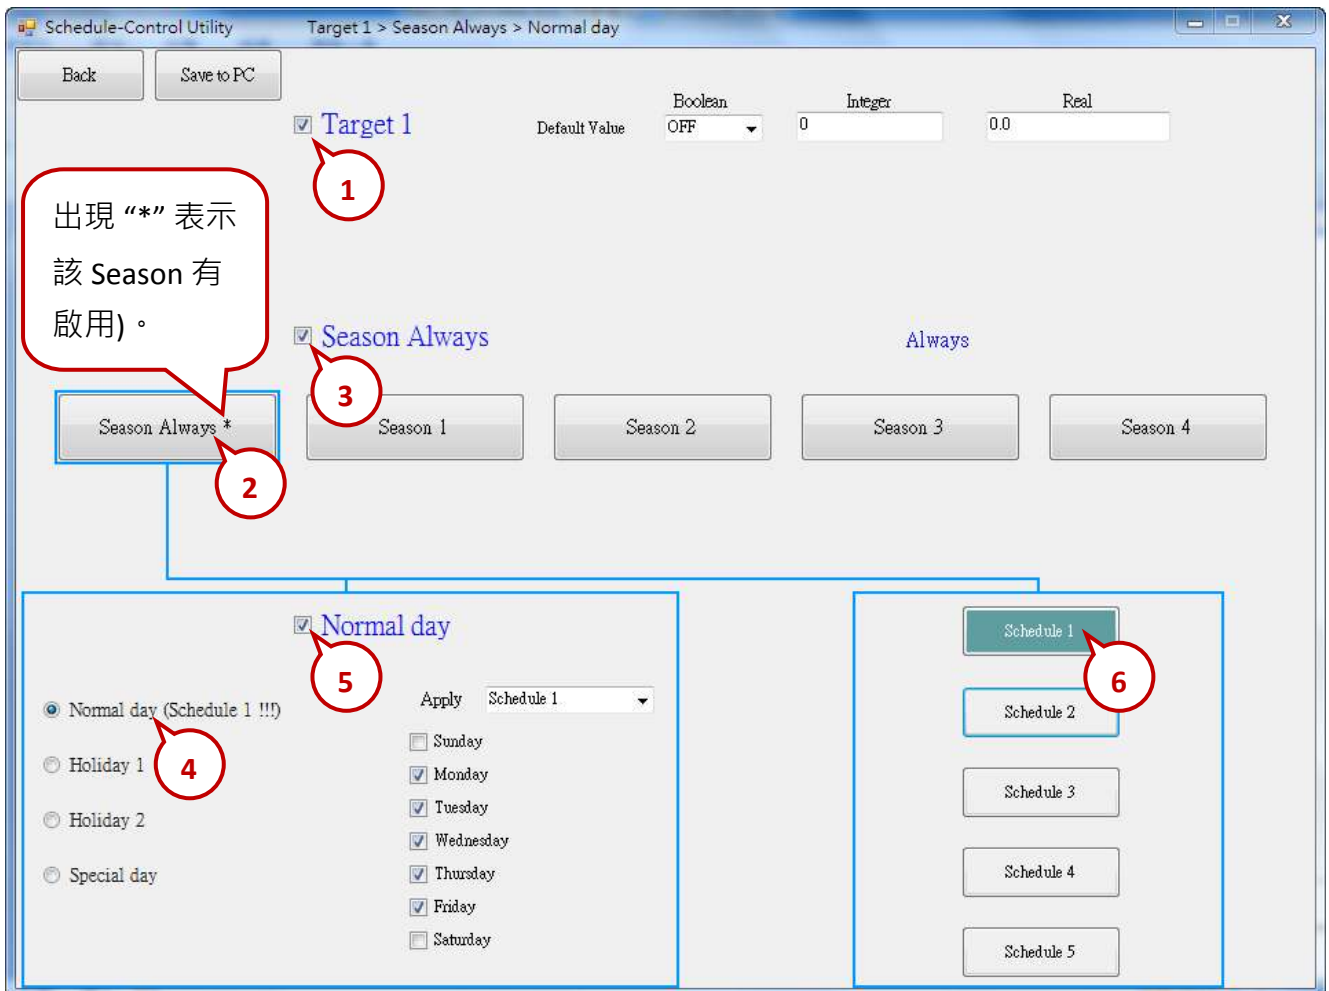 Schedule-Control Utility Target 1 > Season Always > Normal day
Back Save to PC
Boolean Integer Real
Target 1 Default Value OFF 0 0.0
1
出現 “*” 表示
該 Season 有
啟用)。
Season Always Always
3
Season Always * Season 1 Season 2 Season 3 Season 4
2
Normal day
5
Apply Schedule 1
Normal day (Schedule 1 !!!)
4
Holiday 1
Holiday 2
Special day
Sunday
Monday
Tuesday
Wednesday
Thursday
Friday
Saturday
Schedule 1
6
Schedule 2
Schedule 3
Schedule 4
Schedule 5